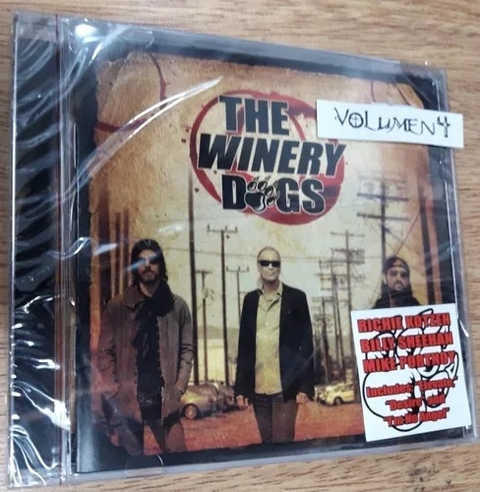 THE
WINERY
DOGS
VOLUMEN 4
RICHIE KOTZEN
BILLY SHEEHAN
MIKE PORTNOY
Includes "Elevate"
"Desire" and
"I'm No Angel"